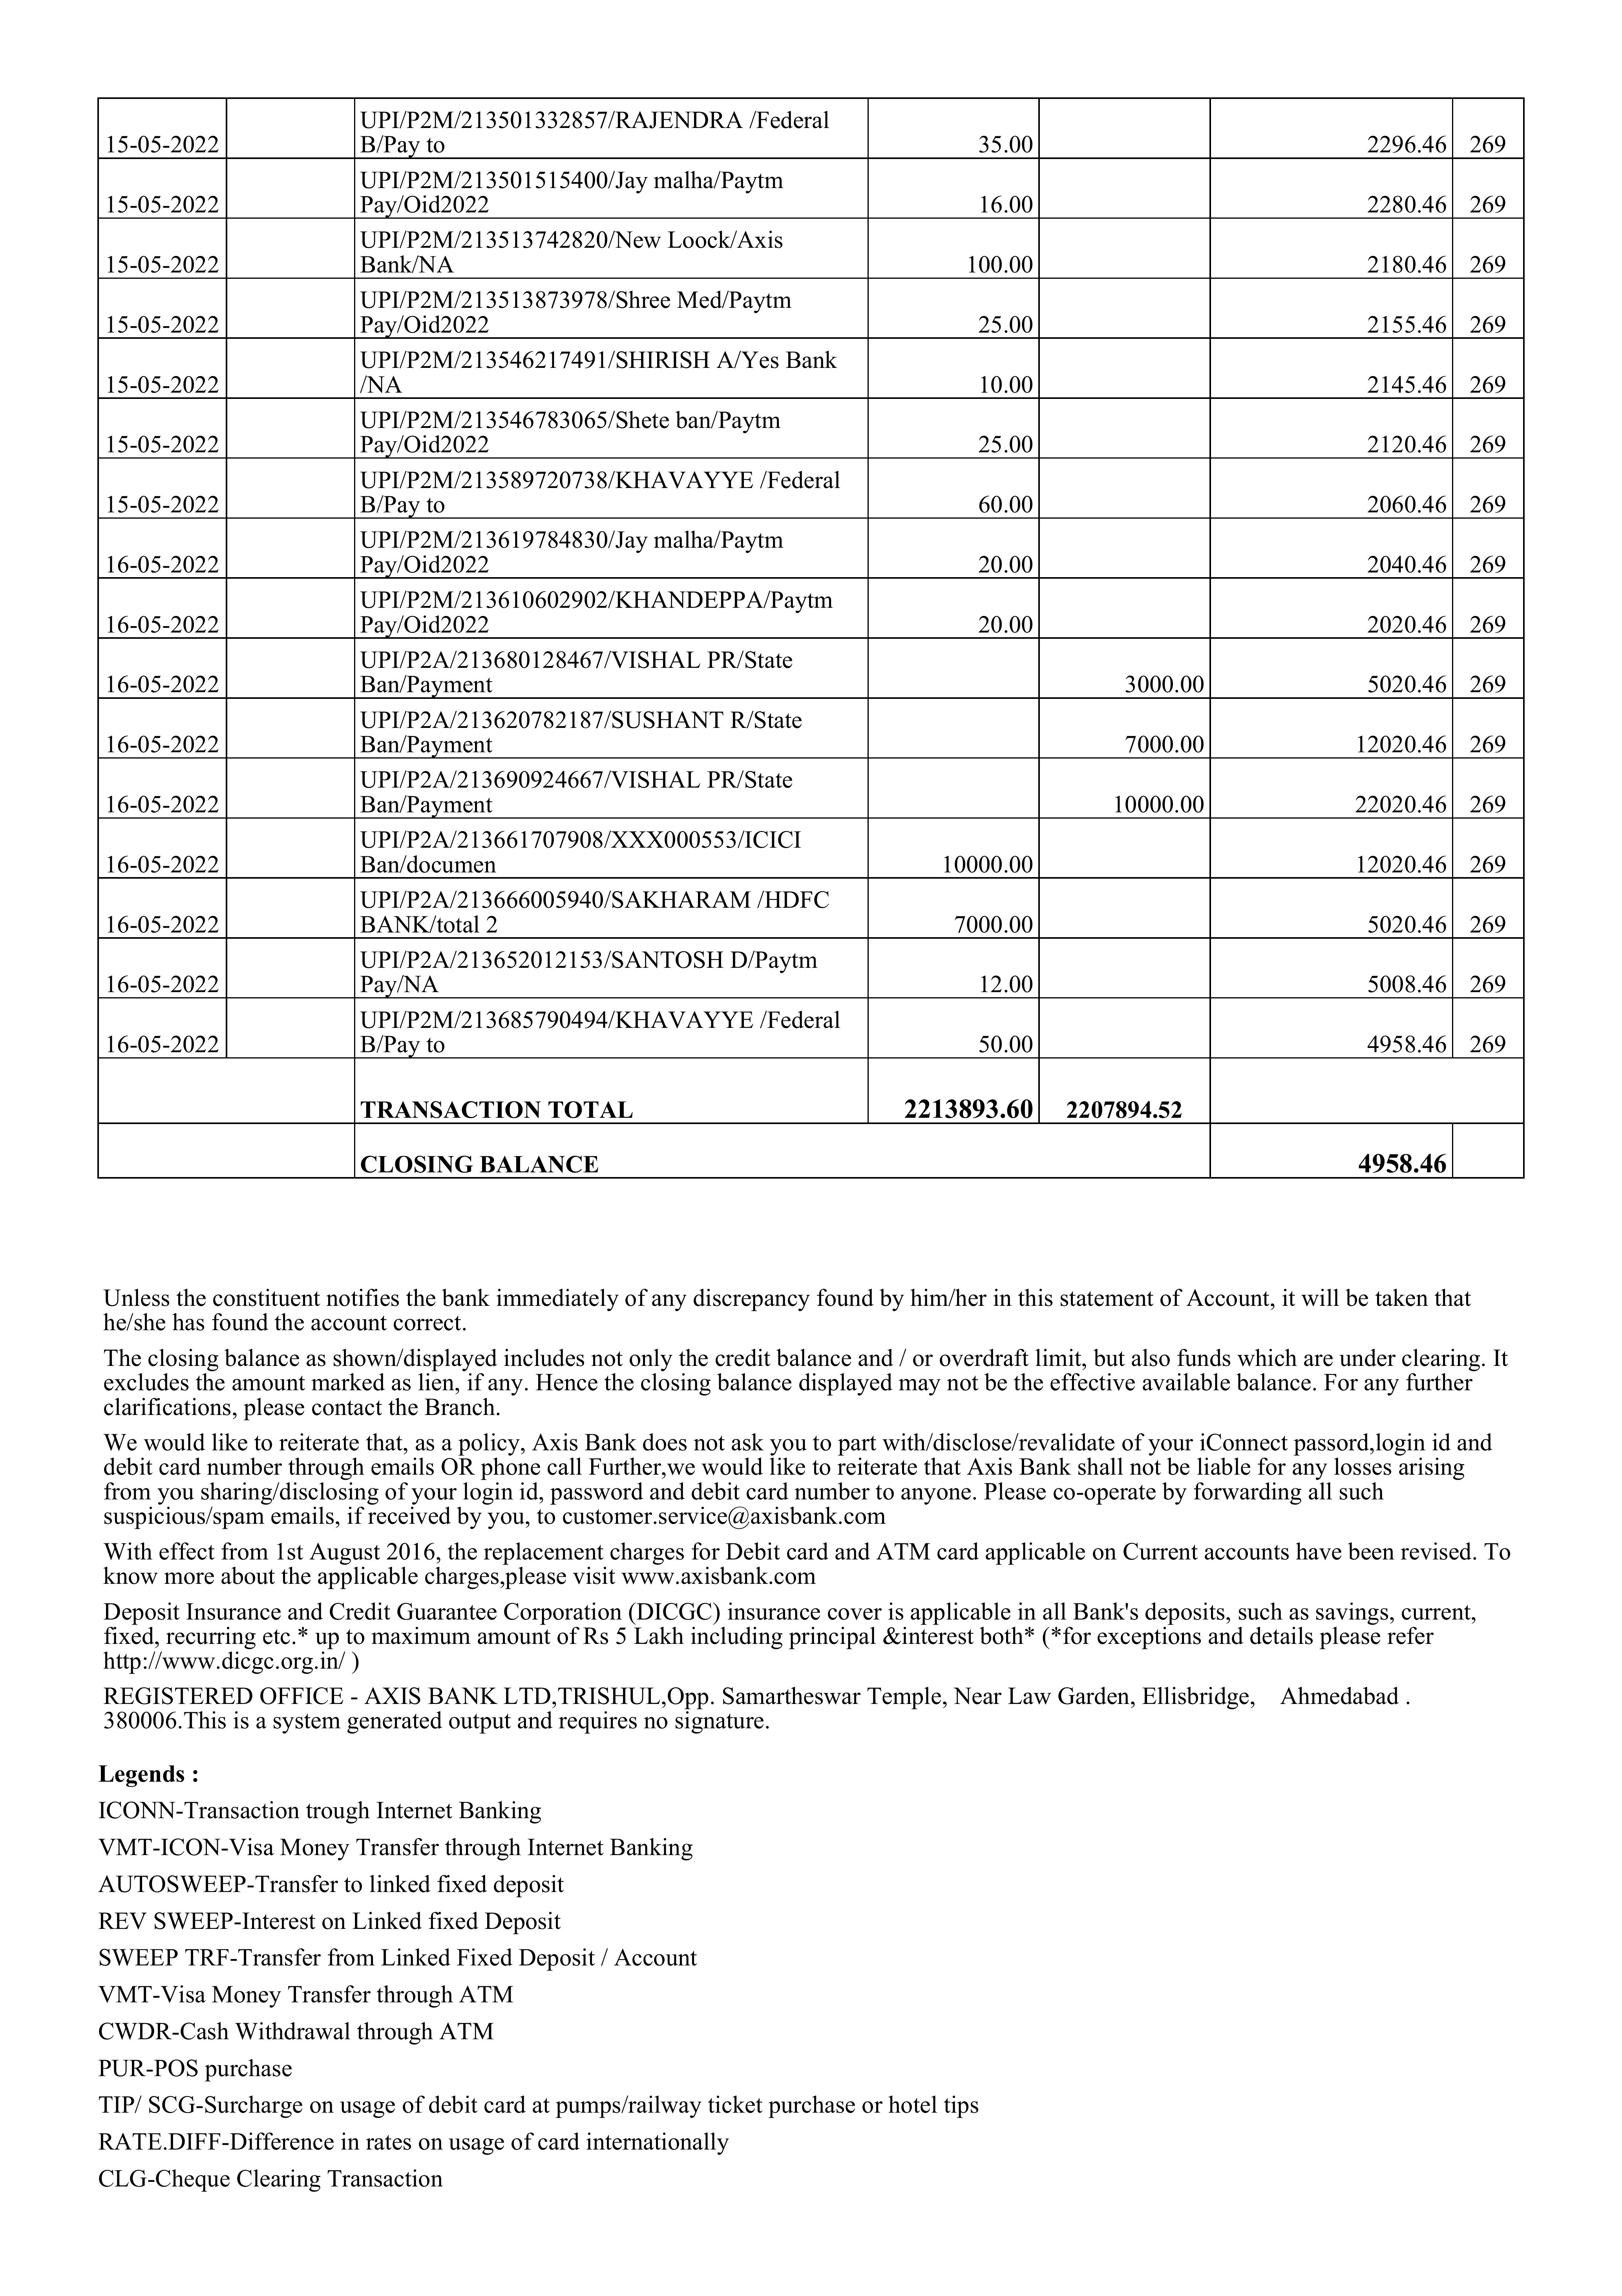 UPI/P2M/213501332857/RAJENDRA /Federal
15-05-2022 B/Pay to 35.00 2296.46 269
UPI/P2M/213501515400/Jay malha/Paytm
15-05-2022 Pay/Oid2022 16.00 2280.46 269
UPI/P2M/213513742820/New Loock/Axis
15-05-2022 Bank/NA 100.00 2180.46 269
UPI/P2M/213513873978/Shree Med/Paytm
15-05-2022 Pay/Oid2022 25.00 2155.46 269
UPI/P2M/213546217491/SHIRISH A/Yes Bank
15-05-2022 /NA 10.00 2145.46 269
UPI/P2M/213546783065/Shete ban/Paytm
15-05-2022 Pay/Oid2022 25.00 2120.46 269
UPI/P2M/213589720738/KHAVAYYE /Federal
15-05-2022 B/Pay to 60.00 2060.46 269
UPI/P2M/213619784830/Jay malha/Paytm
16-05-2022 Pay/Oid2022 20.00 2040.46 269
UPI/P2M/213610602902/KHANDEPPA/Paytm
16-05-2022 Pay/Oid2022 20.00 2020.46 269
UPI/P2A/213680128467/VISHAL PR/State
16-05-2022 Ban/Payment 3000.00 5020.46 269
UPI/P2A/213620782187/SUSHANT R/State
16-05-2022 Ban/Payment 7000.00 12020.46 269
UPI/P2A/213690924667/VISHAL PR/State
16-05-2022 Ban/Payment 10000.00 22020.46 269
UPI/P2A/213661707908/XXX000553/ICICI
16-05-2022 Ban/documen 10000.00 12020.46 269
UPI/P2A/213666005940/SAKHARAM /HDFC
16-05-2022 BANK/total 2 7000.00 5020.46 269
UPI/P2A/213652012153/SANTOSH D/Paytm
16-05-2022 Pay/NA 12.00 5008.46 269
UPI/P2M/213685790494/KHAVAYYE /Federal
16-05-2022 B/Pay to 50.00 4958.46 269
TRANSACTION TOTAL 2213893.60 2207894.52
CLOSING BALANCE 4958.46
Unless the constituent notifies the bank immediately of any discrepancy found by him/her in this statement of Account, it will be taken that
he/she has found the account correct.
The closing balance as shown/displayed includes not only the credit balance and / or overdraft limit, but also funds which are under clearing. It
excludes the amount marked as lien, if any. Hence the closing balance displayed may not be the effective available balance. For any further
clarifications, please contact the Branch.
We would like to reiterate that, as a policy, Axis Bank does not ask you to part with/disclose/revalidate of your iConnect passord,login id and
debit card number through emails OR phone call Further,we would like to reiterate that Axis Bank shall not be liable for any losses arising
from you sharing/disclosing of your login id, password and debit card number to anyone. Please co-operate by forwarding all such
suspicious/spam emails, if received by you, to customer.service@axisbank.com
With effect from 1st August 2016, the replacement charges for Debit card and ATM card applicable on Current accounts have been revised. To
know more about the applicable charges,please visit www.axisbank.com
Deposit Insurance and Credit Guarantee Corporation (DICGC) insurance cover is applicable in all Bank's deposits, such as savings, current,
fixed, recurring etc.* up to maximum amount of Rs 5 Lakh including principal &interest both* (*for exceptions and details please refer
http://www.dicgc.org.in/ )
REGISTERED OFFICE - AXIS BANK LTD,TRISHUL,Opp. Samartheswar Temple, Near Law Garden, Ellisbridge, Ahmedabad .
380006.This is a system generated output and requires no signature.
Legends :
ICONN-Transaction trough Internet Banking
VMT-ICON-Visa Money Transfer through Internet Banking
AUTOSWEEP-Transfer to linked fixed deposit
REV SWEEP-Interest on Linked fixed Deposit
SWEEP TRF-Transfer from Linked Fixed Deposit / Account
VMT-Visa Money Transfer through ATM
CWDR-Cash Withdrawal through ATM
PUR-POS purchase
TIP/ SCG-Surcharge on usage of debit card at pumps/railway ticket purchase or hotel tips
RATE.DIFF-Difference in rates on usage of card internationally
CLG-Cheque Clearing Transaction